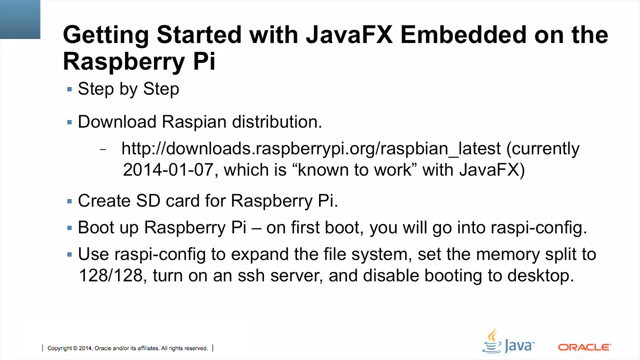 Getting Started with JavaFX Embedded on the
Raspberry Pi
▪ Step by Step
▪ Download Raspian distribution.
– http://downloads.raspberrypi.org/raspbian_latest (currently
2014-01-07, which is “known to work” with JavaFX)
▪ Create SD card for Raspberry Pi.
▪ Boot up Raspberry Pi – on first boot, you will go into raspi-config.
▪ Use raspi-config to expand the file system, set the memory split to
128/128, turn on an ssh server, and disable booting to desktop.
| Copyright © 2014, Oracle and/or its affiliates. All rights reserved. |
Java™
ORACLE